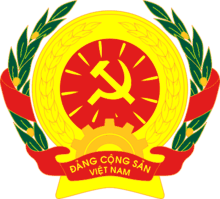 ĐẢNG CỘNG SẢN
VIỆT NAM